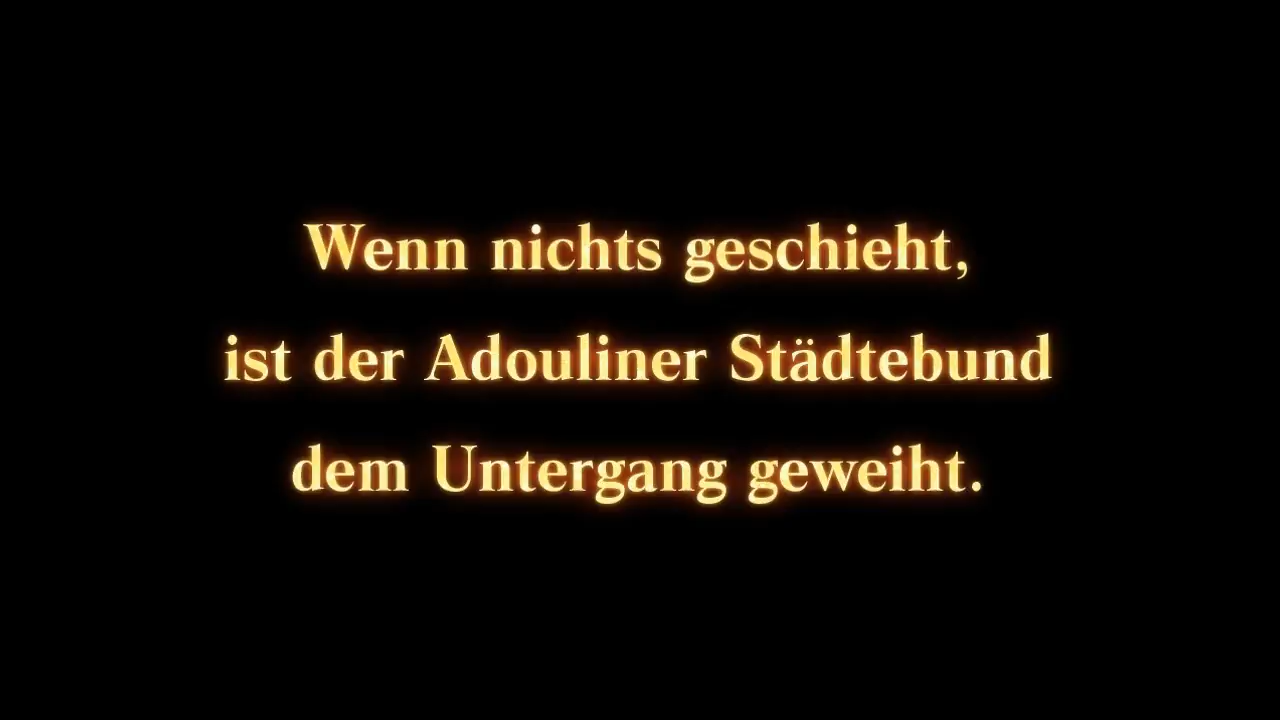 Wenn nichts geschieht,
ist der Adouliner Städtebund
dem Untergang geweiht.